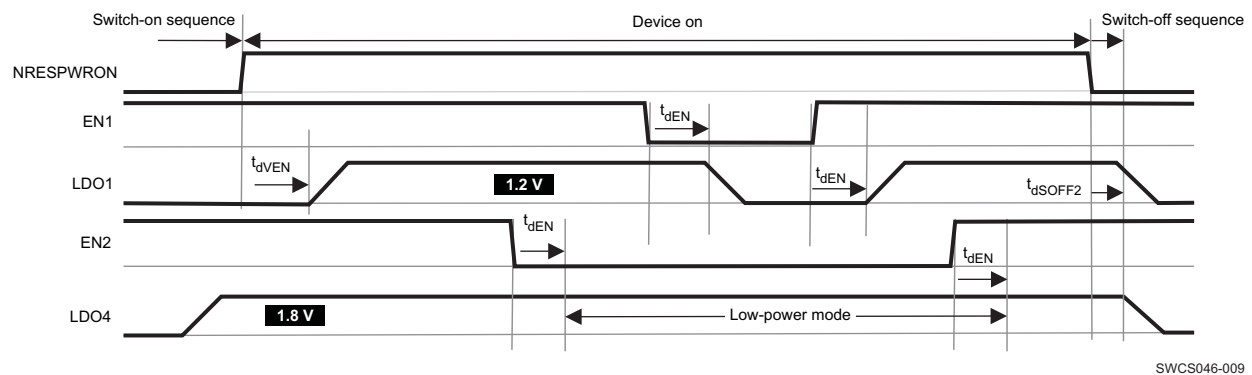 Switch-on sequence
Device on
Switch-off sequence
NRESPWRON
EN1
tdEN
tdVEN
LDO1
1.2 V
tdEN
tdSOFF2
EN2
tdEN
tdEN
LDO4
1.8 V
Low-power mode
SWCS046-009